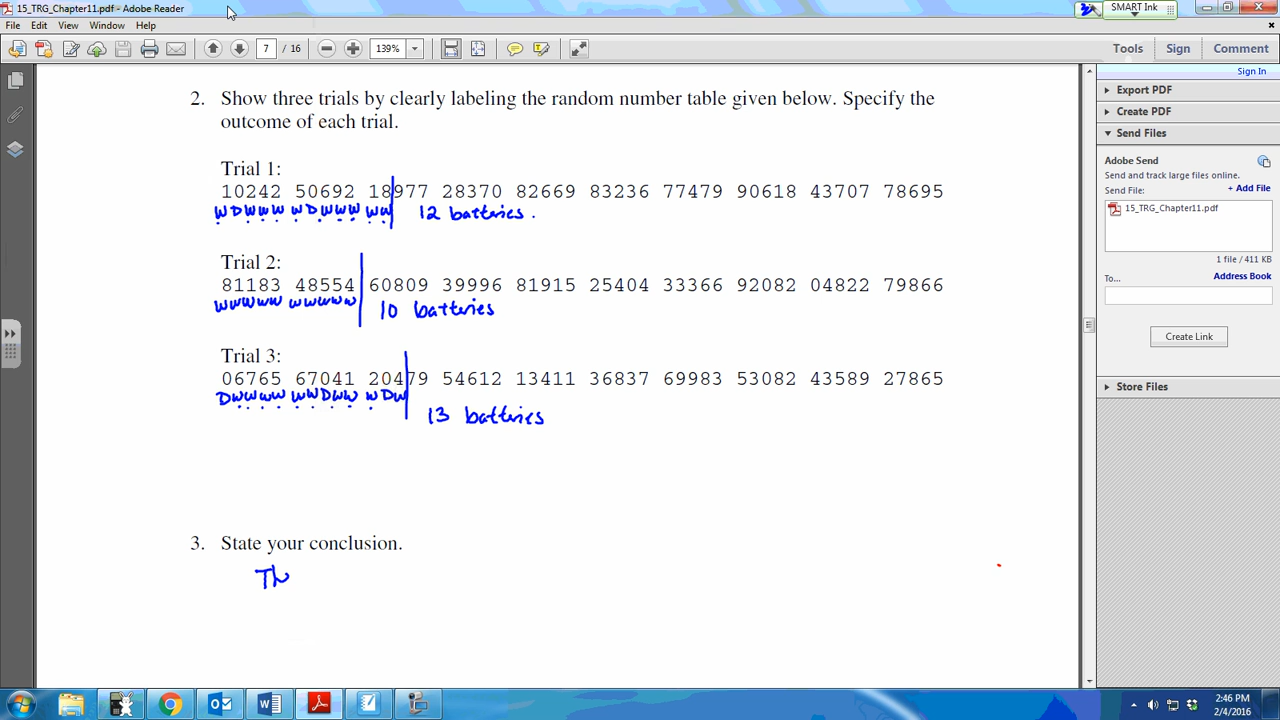 15_TRG_Chapter11.pdf - Adobe Reader
SMART Ink
File Edit View Window Help
7 / 16 139% Tools Sign Comment
Sign In
Export PDF
Create PDF
Send Files
Adobe Send
Send and track large files online.
Send File:
+ Add File
15_TRG_Chapter11.pdf
1 file / 411 KB
To... Address Book
Create Link
Store Files
2. Show three trials by clearly labeling the random number table given below. Specify the
outcome of each trial.
Trial 1:
10242 50692 18977 28370 82669 83236 77479 90618 43707 78695
WDWWW WDWWW WW 12 batteries.
Trial 2:
81183 48554 60809 39996 81915 25404 33366 92082 04822 79866
WWWWW WWWWW 10 batteries
Trial 3:
06765 67041 20479 54612 13411 36837 69983 53082 43589 27865
DWWWW WWDWW WDW 13 batteries
3. State your conclusion.
Th
2:46 PM
2/4/2016